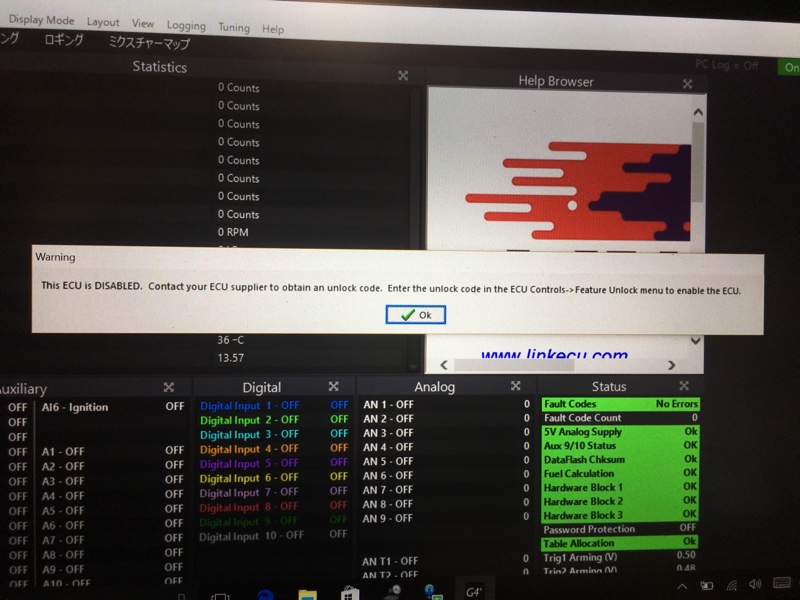 Display Mode Layout View Logging Tuning Help
ング ロギング ミクスチャーマップ
PC Log = Off On
Statistics
Help Browser
0 Counts
0 Counts
0 Counts
0 Counts
0 Counts
0 Counts
0 Counts
0 Counts
0 RPM
Warning
This ECU is DISABLED. Contact your ECU supplier to obtain an unlock code. Enter the unlock code in the ECU Controls->Feature Unlock menu to enable the ECU.
Ok
36 -C
13.57
www.linkecu.com
uxiliary
OFF AI6 - Ignition OFF
OFF
OFF
OFF A1 - OFF
OFF A2 - OFF
OFF A3 - OFF
OFF A4 - OFF
OFF A5 - OFF
OFF A6 - OFF
OFF A7 - OFF
OFF A8 - OFF
OFF A9 - OFF
OFF A10 - OFF
Digital
Digital Input 1 - OFF OFF
Digital Input 2 - OFF OFF
Digital Input 3 - OFF OFF
Digital Input 4 - OFF OFF
Digital Input 5 - OFF OFF
Digital Input 6 - OFF OFF
Digital Input 7 - OFF OFF
Digital Input 8 - OFF OFF
Digital Input 9 - OFF OFF
Digital Input 10 - OFF OFF
Analog
AN 1 - OFF 0
AN 2 - OFF 0
AN 3 - OFF 0
AN 4 - OFF 0
AN 5 - OFF 0
AN 6 - OFF 0
AN 7 - OFF 0
AN 8 - OFF 0
AN 9 - OFF 0
AN T1 - OFF 0
AN T2 - OFF 0
Status
Fault Codes No Errors
Fault Code Count 0
5V Analog Supply Ok
Aux 9/10 Status OK
DataFlash Chksum OK
Fuel Calculation OK
Hardware Block 1 OK
Hardware Block 2 OK
Hardware Block 3 OK
Password Protection OFF
Table Allocation Ok
Trig1 Arming (V) 0.50
Trig2 Arming (V) 0.48
G4+